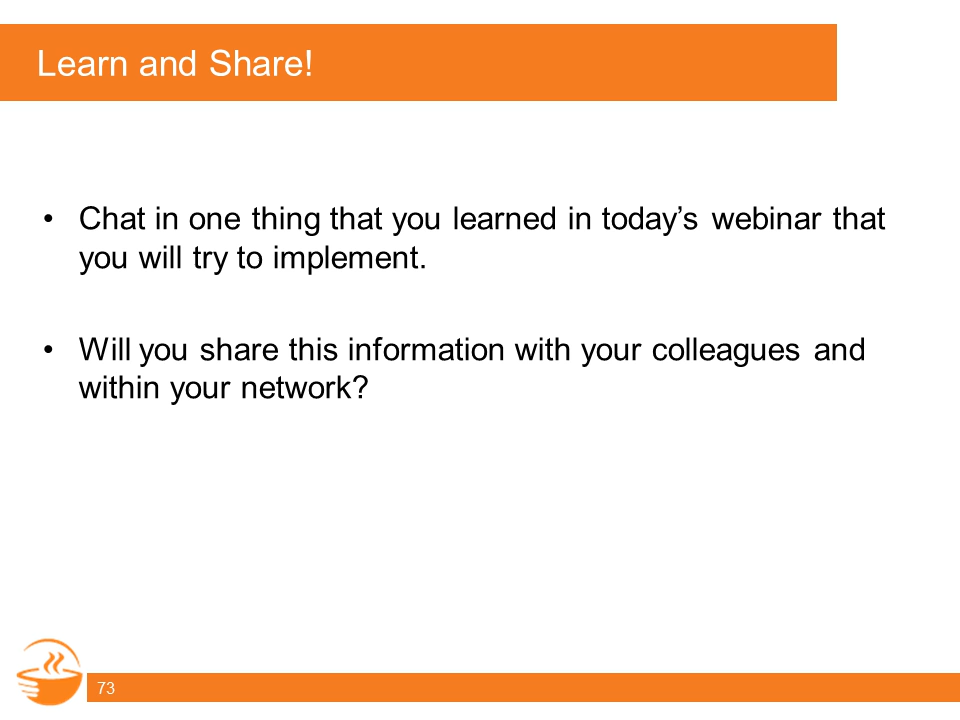 Learn and Share!
• Chat in one thing that you learned in today’s webinar that
you will try to implement.
• Will you share this information with your colleagues and
within your network?
73